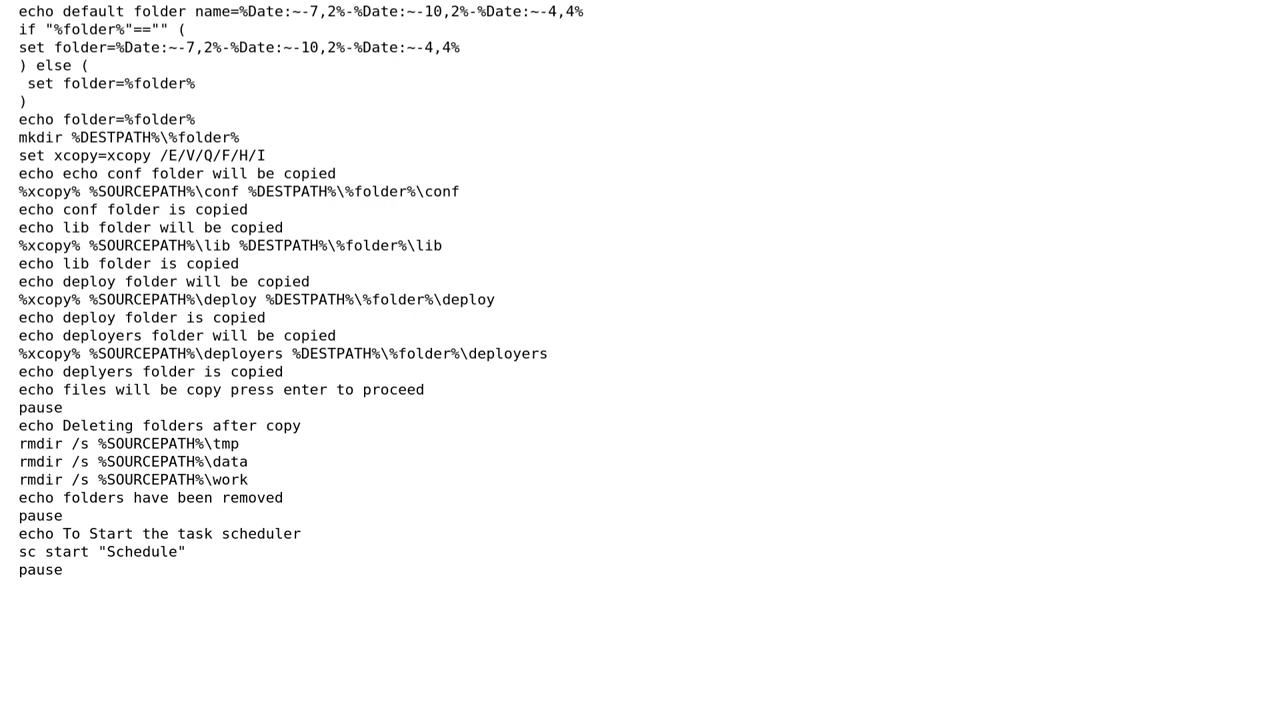 echo default folder name=%Date:~-7,2%-%Date:~-10,2%-%Date:~-4,4%
if "%folder%"=="" (
set folder=%Date:~-7,2%-%Date:~-10,2%-%Date:~-4,4%
) else (
 set folder=%folder%
)
echo folder=%folder%
mkdir %DESTPATH%\%folder%
set xcopy=xcopy /E/V/Q/F/H/I
echo echo conf folder will be copied
%xcopy% %SOURCEPATH%\conf %DESTPATH%\%folder%\conf
echo conf folder is copied
echo lib folder will be copied
%xcopy% %SOURCEPATH%\lib %DESTPATH%\%folder%\lib
echo lib folder is copied
echo deploy folder will be copied
%xcopy% %SOURCEPATH%\deploy %DESTPATH%\%folder%\deploy
echo deploy folder is copied
echo deployers folder will be copied
%xcopy% %SOURCEPATH%\deployers %DESTPATH%\%folder%\deployers
echo deplyers folder is copied
echo files will be copy press enter to proceed
pause
echo Deleting folders after copy
rmdir /s %SOURCEPATH%\tmp
rmdir /s %SOURCEPATH%\data
rmdir /s %SOURCEPATH%\work
echo folders have been removed
pause
echo To Start the task scheduler
sc start "Schedule"
pause